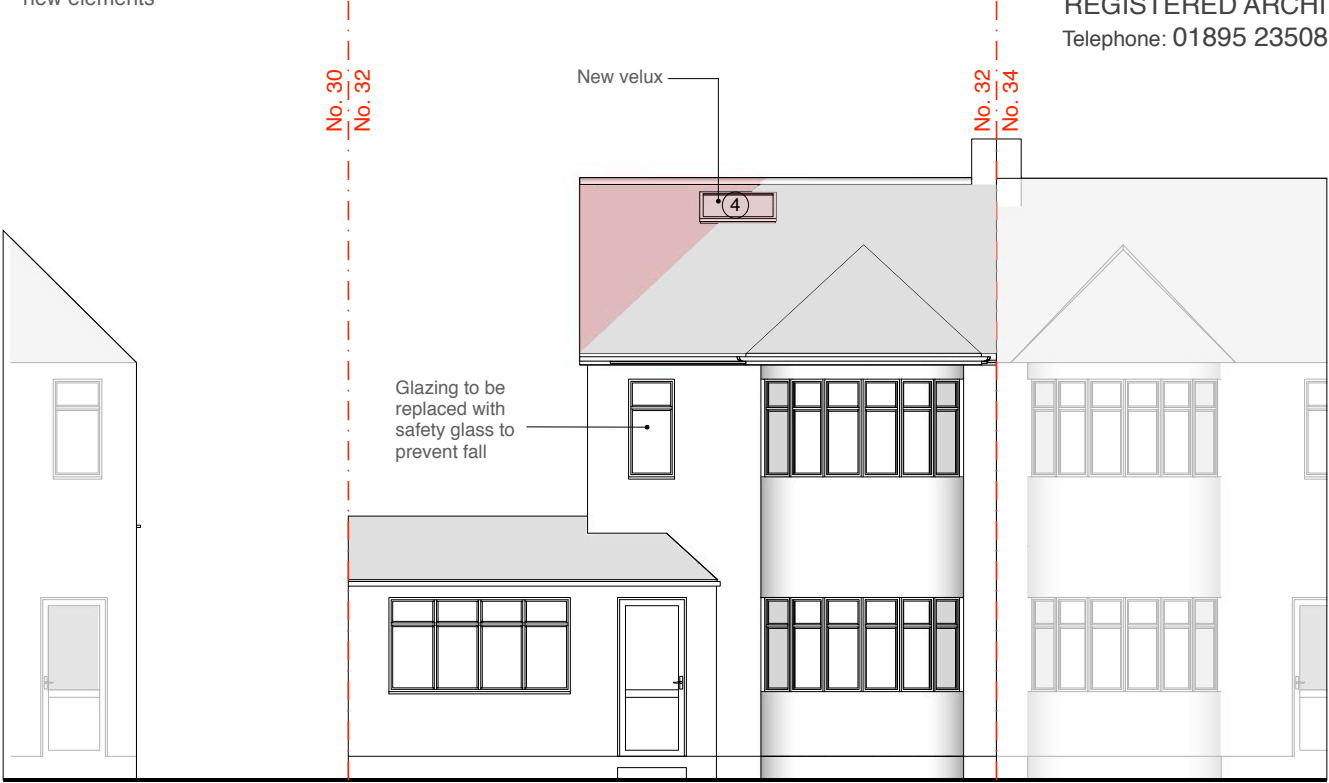 new elements
REGISTERED ARCHI
Telephone: 01895 23508
No. 30
No. 32
New velux
No. 32
No. 34
4
Glazing to be
replaced with
safety glass to
prevent fall